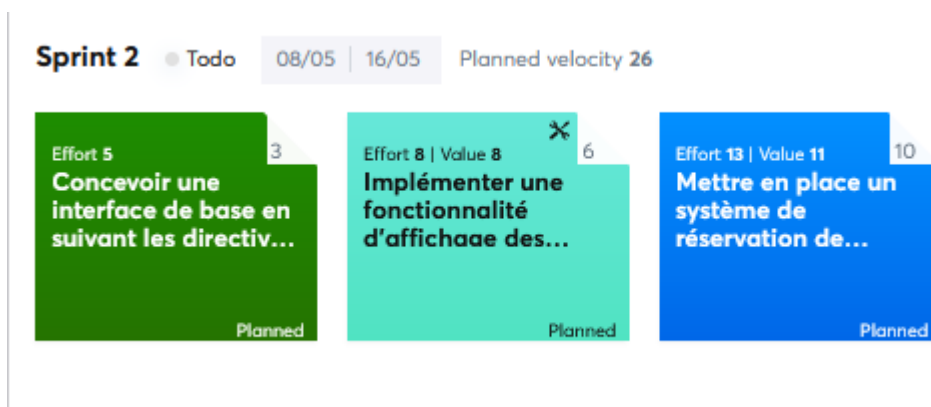 Sprint 2 Todo 08/05 | 16/05 Planned velocity 26
Effort 5 3
Concevoir une
interface de base en
suivant les directiv...
Planned
Effort 8 | Value 8 6
Implémenter une
fonctionnalité
d'affichage des...
Planned
Effort 13 | Value 11 10
Mettre en place un
système de
réservation de...
Planned